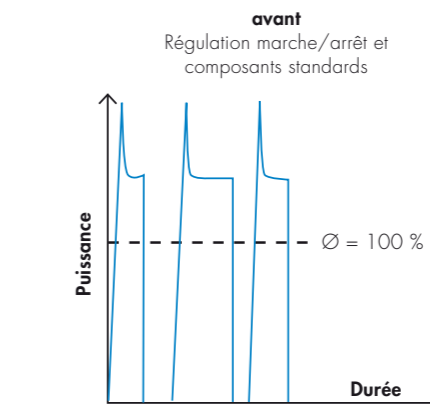 avant
Régulation marche/arrêt et
composants standards
Puissance
Ø = 100 %
Durée